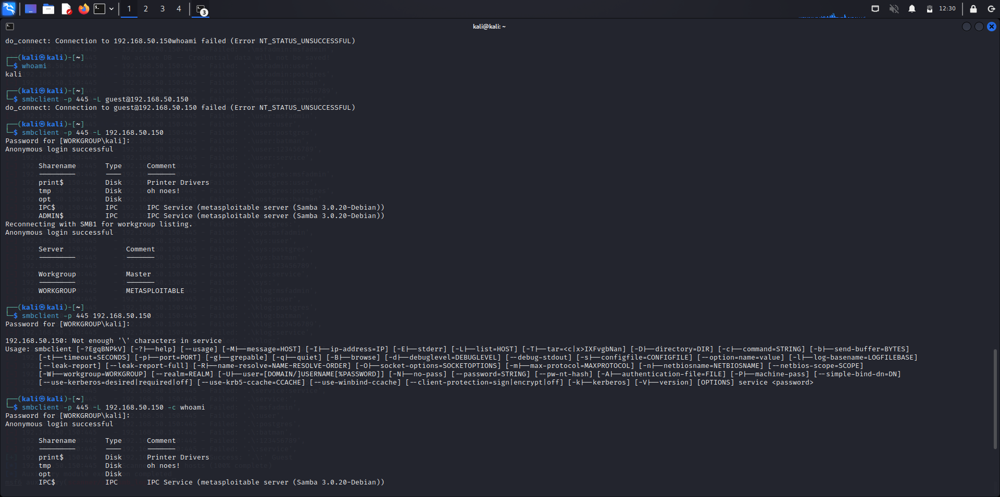 1 2 3 4 3 12:30
kali@kali: ~
do_connect: Connection to 192.168.50.150whoami failed (Error NT_STATUS_UNSUCCESSFUL)
┌──(kali㉿kali)-[~]
└─$ whoami
kali
┌──(kali㉿kali)-[~]
└─$ smbclient -p 445 -L guest@192.168.50.150
do_connect: Connection to guest@192.168.50.150 failed (Error NT_STATUS_UNSUCCESSFUL)
┌──(kali㉿kali)-[~]
└─$ smbclient -p 445 -L 192.168.50.150
Password for [WORKGROUP\kali]:
Anonymous login successful
Sharename Type Comment
--------- ---- -------
print$ Disk Printer Drivers
tmp Disk oh noes!
opt Disk
IPC$ IPC IPC Service (metasploitable server (Samba 3.0.20-Debian))
ADMIN$ IPC IPC Service (metasploitable server (Samba 3.0.20-Debian))
Reconnecting with SMB1 for workgroup listing.
Anonymous login successful
Server Comment
--------- -------
Workgroup Master
--------- -------
WORKGROUP METASPLOITABLE
┌──(kali㉿kali)-[~]
└─$ smbclient -p 445 192.168.50.150
Password for [WORKGROUP\kali]:
192.168.50.150: Not enough '\' characters in service
Usage: smbclient [-?EgqBNPkV] [-?|--help] [--usage] [-M|--message=HOST] [-I|--ip-address=IP] [-E|--stderr] [-L|--list=HOST] [-T|--tar=<c|x>IXFvgbNan] [-D|--directory=DIR] [-c|--command=STRING] [-b|--send-buffer=BYTES]
[-t|--timeout=SECONDS] [-p|--port=PORT] [-g|--grepable] [-q|--quiet] [-B|--browse] [-d|--debuglevel=DEBUGLEVEL] [--debug-stdout] [-s|--configfile=CONFIGFILE] [--option=name=value] [-l|--log-basename=LOGFILEBASE]
[--leak-report] [--leak-report-full] [-R|--name-resolve=NAME-RESOLVE-ORDER] [-O|--socket-options=SOCKETOPTIONS] [-m|--max-protocol=MAXPROTOCOL] [-n|--netbiosname=NETBIOSNAME] [--netbios-scope=SCOPE]
[-W|--workgroup=WORKGROUP] [--realm=REALM] [-U|--user=[DOMAIN/]USERNAME[%PASSWORD]] [-N|--no-pass] [--password=STRING] [--pw-nt-hash] [-A|--authentication-file=FILE] [-P|--machine-pass] [--simple-bind-dn=DN]
[--use-kerberos=desired|required|off] [--use-krb5-ccache=CCACHE] [--use-winbind-ccache] [--client-protection=sign|encrypt|off] [-k|--kerberos] [-V|--version] [OPTIONS] service <password>
┌──(kali㉿kali)-[~]
└─$ smbclient -p 445 -L 192.168.50.150 -c whoami
Password for [WORKGROUP\kali]:
Anonymous login successful
Sharename Type Comment
--------- ---- -------
print$ Disk Printer Drivers
tmp Disk oh noes!
opt Disk
IPC$ IPC IPC Service (metasploitable server (Samba 3.0.20-Debian))